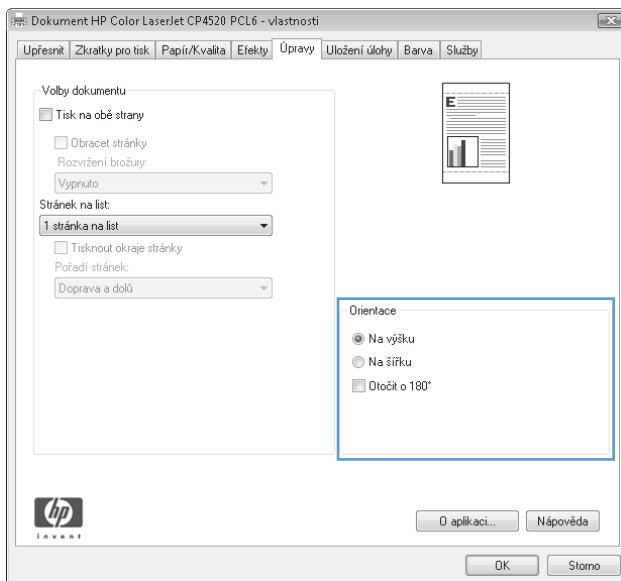 Dokument HP Color LaserJet CP4520 PCL6 - vlastnosti
Upřesnit Zkratky pro tisk Papír/Kvalita Efekty Úpravy Uložení úlohy Barva Služby
Volby dokumentu
Tisk na obě strany
Obracet stránky
Rozvržení brožury:
Vypnuto
Stránek na list:
1 stránka na list
Tisknout okraje stránky
Pořadí stránek:
Doprava a dolů
E
Orientace
Na výšku
Na šířku
Otočit o 180°
hp
invent
O aplikaci... Nápověda
OK Storno